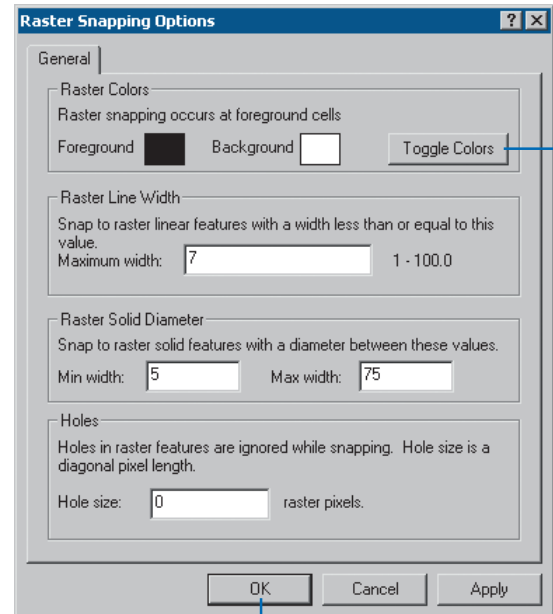 Raster Snapping Options
?
General
Raster Colors
Raster snapping occurs at foreground cells
Foreground Background Toggle Colors
Raster Line Width
Snap to raster linear features with a width less than or equal to this
value.
Maximum width: 7 1 - 100.0
Raster Solid Diameter
Snap to raster solid features with a diameter between these values.
Min width: 5 Max width: 75
Holes
Holes in raster features are ignored while snapping. Hole size is a
diagonal pixel length.
Hole size: 0 raster pixels.
OK Cancel Apply